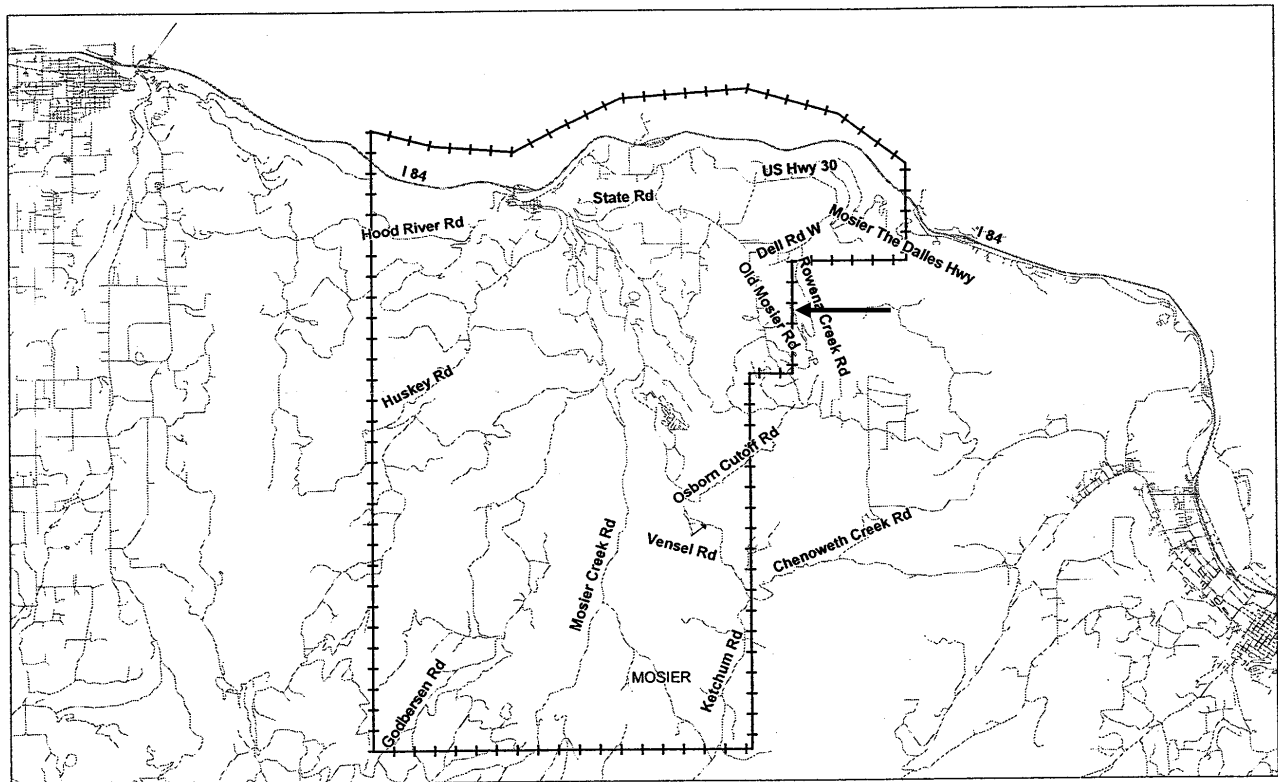 I 84
US Hwy 30
State Rd
Hood River Rd
Mosier The Dalles Hwy
I 84
Dell Rd W
Old Mosier Rd
Rowena Creek Rd
Huskey Rd
Osborn Cutoff Rd
Mosier Creek Rd
Vensel Rd
Chenoweth Creek Rd
Godbersen Rd
MOSIER
Ketchum Rd